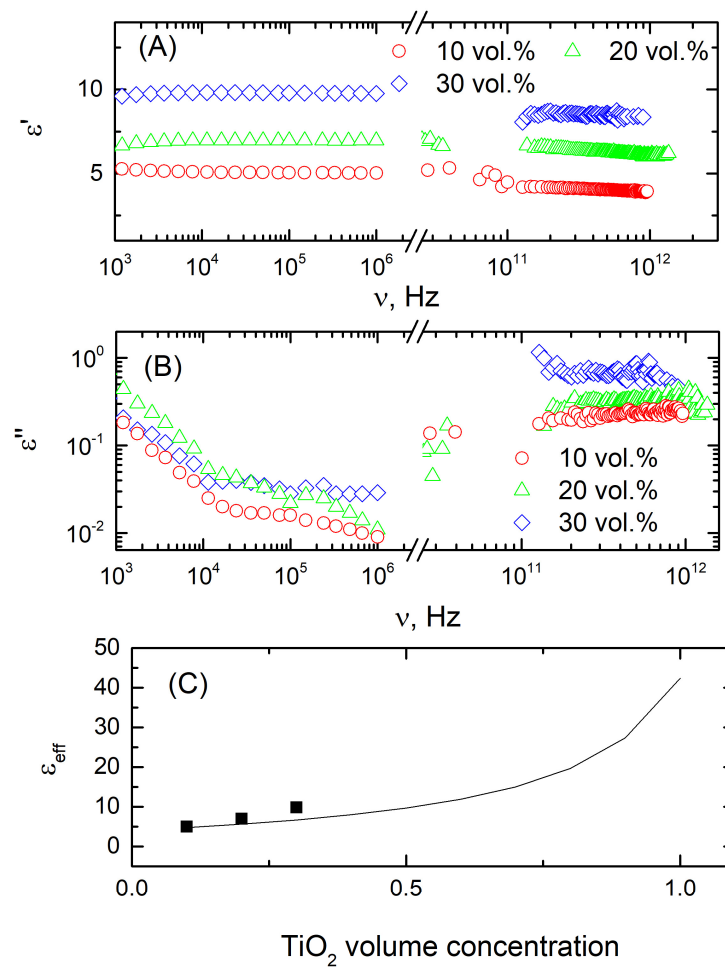 (A)
10 vol.%
20 vol.%
30 vol.%
10
5
ε'
10³ 10⁴ 10⁵ 10⁶ 10¹¹ 10¹²
ν, Hz
10⁰
(B)
10⁻¹
10⁻²
ε''
10 vol.%
20 vol.%
30 vol.%
10³ 10⁴ 10⁵ 10⁶ 10¹¹ 10¹²
ν, Hz
50
(C)
40
30
20
10
0
ε_eff
0.0 0.5 1.0
TiO₂ volume concentration